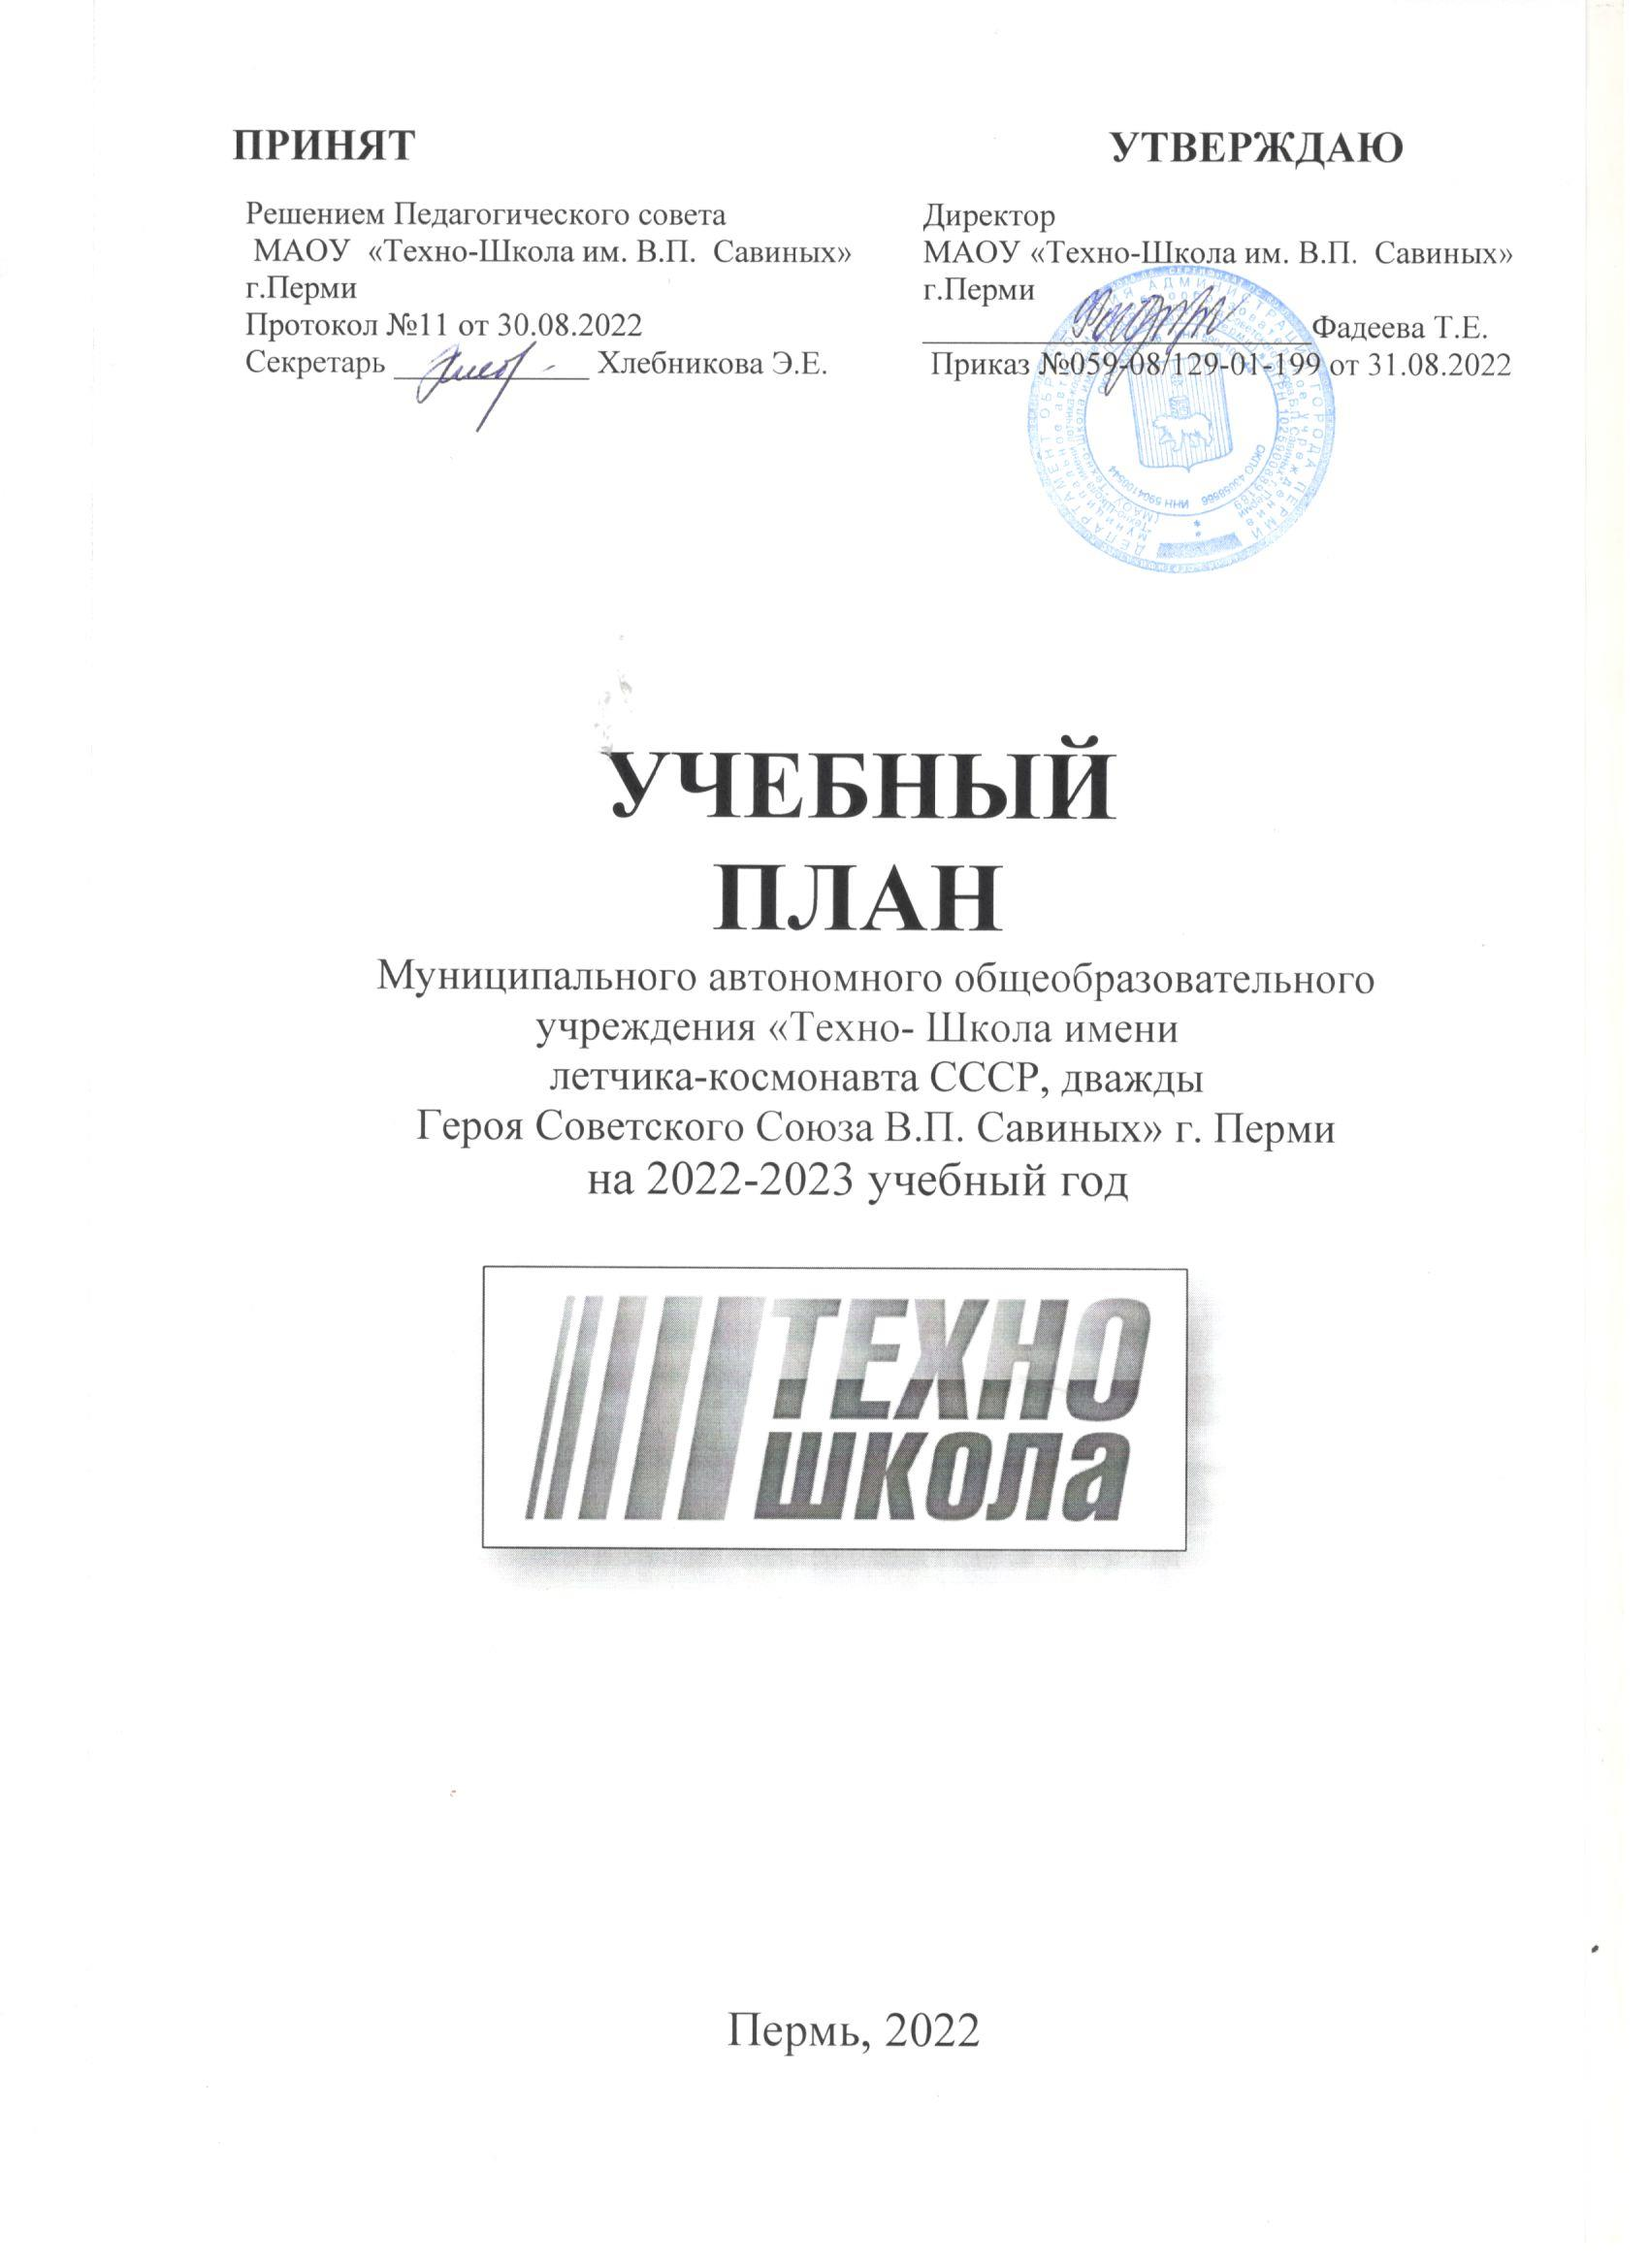 ПРИНЯТ
Решением Педагогического совета
МАОУ «Техно-Школа им. В.П. Савиных»
г.Перми
Протокол №11 от 30.08.2022
Секретарь ____________ Хлебникова Э.Е.
УТВЕРЖДАЮ
Директор
МАОУ «Техно-Школа им. В.П. Савиных»
г.Перми
________________________Фадеева Т.Е.
Приказ №059-08/129-01-199 от 31.08.2022
УЧЕБНЫЙ
ПЛАН
Муниципального автономного общеобразовательного
учреждения «Техно- Школа имени
летчика-космонавта СССР, дважды
Героя Советского Союза В.П. Савиных» г. Перми
на 2022-2023 учебный год
ТЕХНО
школа
Пермь, 2022